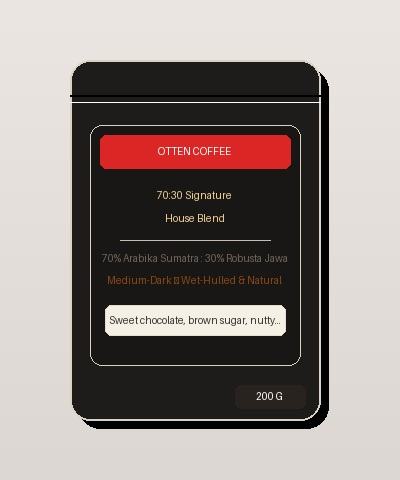 OTTEN COFFEE
70:30 Signature
House Blend
70% Arabika Sumatra : 30% Robusta Jawa
Medium-Dark ▯ Wet-Hulled & Natural
Sweet chocolate, brown sugar, nutty...
200 G